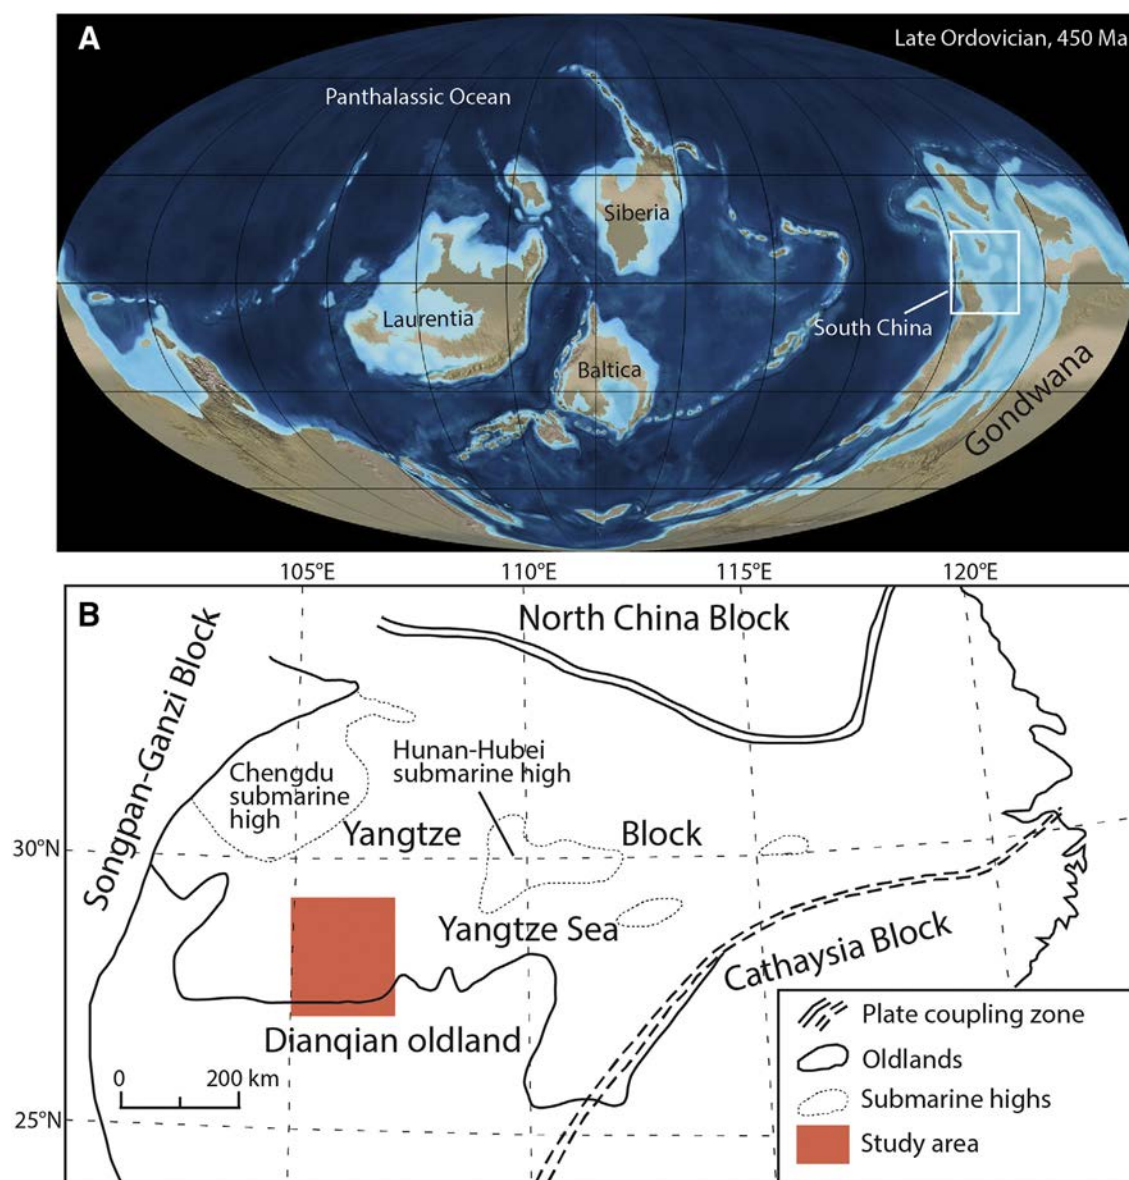 A
Late Ordovician, 450 Ma
Panthalassic Ocean
Siberia
Laurentia
South China
Baltica
Gondwana
105°E
110°E
115°E
120°E
B
North China Block
Songpan-Ganzi Block
Hunan-Hubei
submarine high
Chengdu
submarine
high
Yangtze
Block
30°N
Yangtze Sea
Cathaysia Block
Dianqian oldland
0
200 km
25°N
Plate coupling zone
Oldlands
Submarine highs
Study area